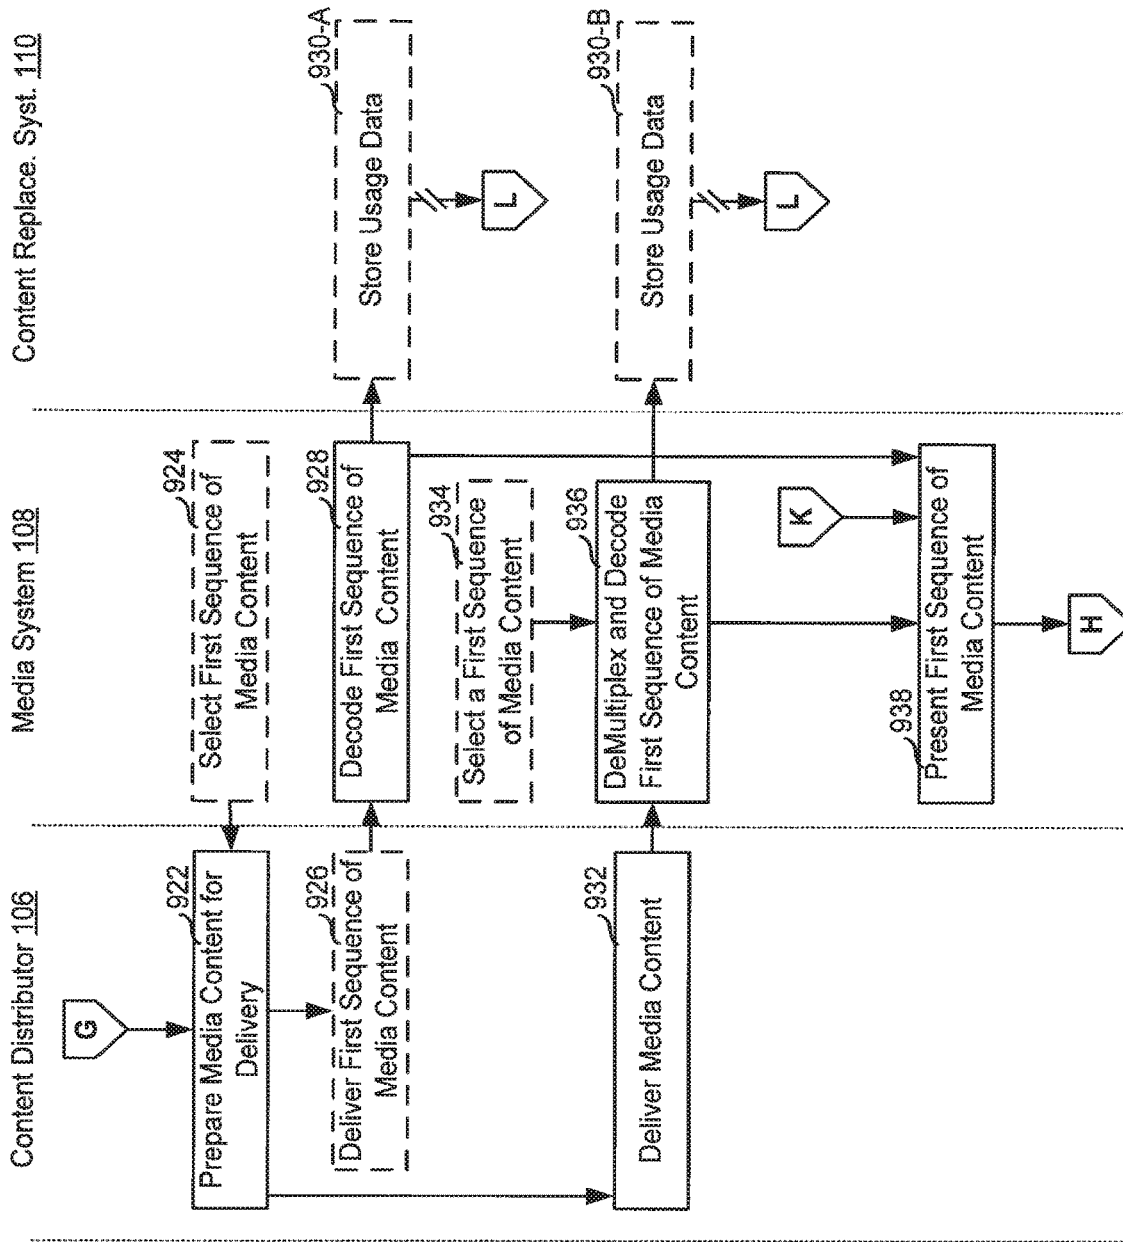 Content Distributor 106
Media System 108
Content Replace. Syst. 110
G
922
Prepare Media Content for
Delivery
924
Select First Sequence of
Media Content
926
Deliver First Sequence of
Media Content
928
Decode First Sequence of
Media Content
930-A
Store Usage Data
L
934
Select a First Sequence
of Media Content
932
Deliver Media Content
936
DeMultiplex and Decode
First Sequence of Media
Content
930-B
Store Usage Data
L
K
938
Present First Sequence of
Media Content
H